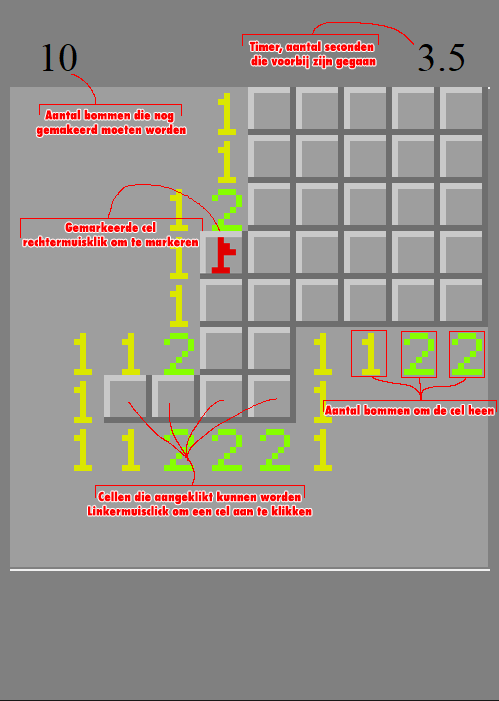 10
3.5
Timer, aantal seconden
die voorbij zijn gegaan
Aantal bommen die nog
gemakeerd moeten worden
1
1
1 2
Gemarkeerde cel
rechtermuisklik om te markeren
1
1
1 1 2 1 1 2 2
1 1
Aantal bommen om de cel heen
1 1 2 2 2 1
Cellen die aangeklikt kunnen worden
Linkermuisclick om een cel aan te klikken